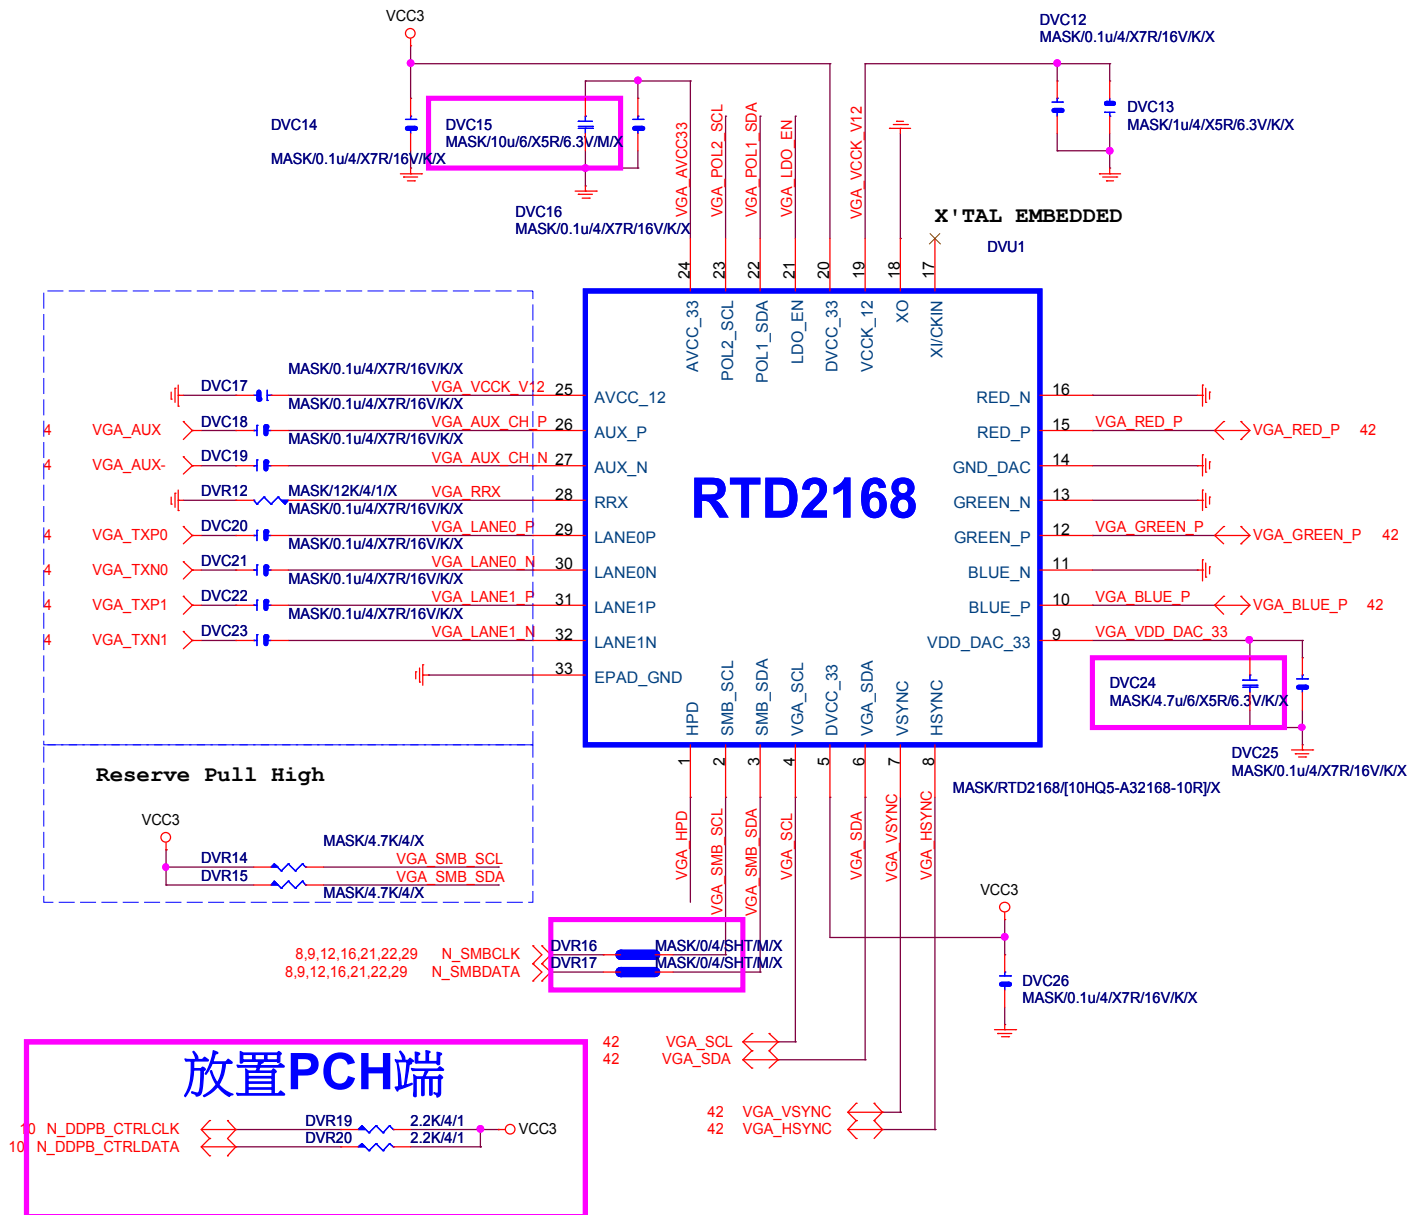 VCC3
DVC12
MASK/0.1u/4/X7R/16V/K/X
DVC14
MASK/0.1u/4/X7R/16V/K/X
DVC15
MASK/10u/6/X5R/6.3V/M/X
DVC13
MASK/1u/4/X5R/6.3V/K/X
DVC16
MASK/0.1u/4/X7R/16V/K/X
VGA_AVCC33
VGA_POL2_SCL
VGA_POL1_SDA
VGA_LDO_EN
VGA_VCCK_V12
X'TAL EMBEDDED
DVU1
24
23
22
21
20
19
18
17
AVCC_33
POL2_SCL
POL1_SDA
LDO_EN
DVCC_33
VCCK_12
XO
XI/CKIN
MASK/0.1u/4/X7R/16V/K/X
DVC17
VGA_VCCK_V12 25 AVCC_12
MASK/0.1u/4/X7R/16V/K/X
4 VGA_AUX DVC18
VGA_AUX_CH_P 26 AUX_P
MASK/0.1u/4/X7R/16V/K/X
4 VGA_AUX- DVC19
VGA_AUX_CH_N 27 AUX_N
DVR12 MASK/12K/4/1/X VGA_RRX 28 RRX
MASK/0.1u/4/X7R/16V/K/X
4 VGA_TXP0 DVC20
VGA_LANE0_P 29 LANE0P
MASK/0.1u/4/X7R/16V/K/X
4 VGA_TXN0 DVC21
VGA_LANE0_N 30 LANE0N
MASK/0.1u/4/X7R/16V/K/X
4 VGA_TXP1 DVC22
VGA_LANE1_P 31 LANE1P
MASK/0.1u/4/X7R/16V/K/X
4 VGA_TXN1 DVC23
VGA_LANE1_N 32 LANE1N
33 EPAD_GND
RTD2168
RED_N 16
RED_P 15 VGA_RED_P VGA_RED_P 42
GND_DAC 14
GREEN_N 13
GREEN_P 12 VGA_GREEN_P VGA_GREEN_P 42
BLUE_N 11
BLUE_P 10 VGA_BLUE_P VGA_BLUE_P 42
VDD_DAC_33 9 VGA_VDD_DAC_33
DVC24
MASK/4.7u/6/X5R/6.3V/K/X
DVC25
MASK/0.1u/4/X7R/16V/K/X
HPD
SMB_SCL
SMB_SDA
VGA_SCL
DVCC_33
VGA_SDA
VSYNC
HSYNC
1
2
3
4
5
6
7
8
MASK/RTD2168/[10HQ5-A32168-10R]/X
VGA_HPD
VGA_SMB_SCL
VGA_SMB_SDA
VGA_SCL
VGA_SDA
VGA_VSYNC
VGA_HSYNC
Reserve Pull High
VCC3
MASK/4.7K/4/X
DVR14 VGA_SMB_SCL
DVR15 VGA_SMB_SDA
MASK/4.7K/4/X
8,9,12,16,21,22,29 N_SMBCLK DVR16 MASK/0/4/SHT/M/X
8,9,12,16,21,22,29 N_SMBDATA DVR17 MASK/0/4/SHT/M/X
VCC3
DVC26
MASK/0.1u/4/X7R/16V/K/X
42 VGA_SCL
42 VGA_SDA
42 VGA_VSYNC
42 VGA_HSYNC
放置PCH端
10 N_DDPB_CTRLCLK DVR19 2.2K/4/1 VCC3
10 N_DDPB_CTRLDATA DVR20 2.2K/4/1